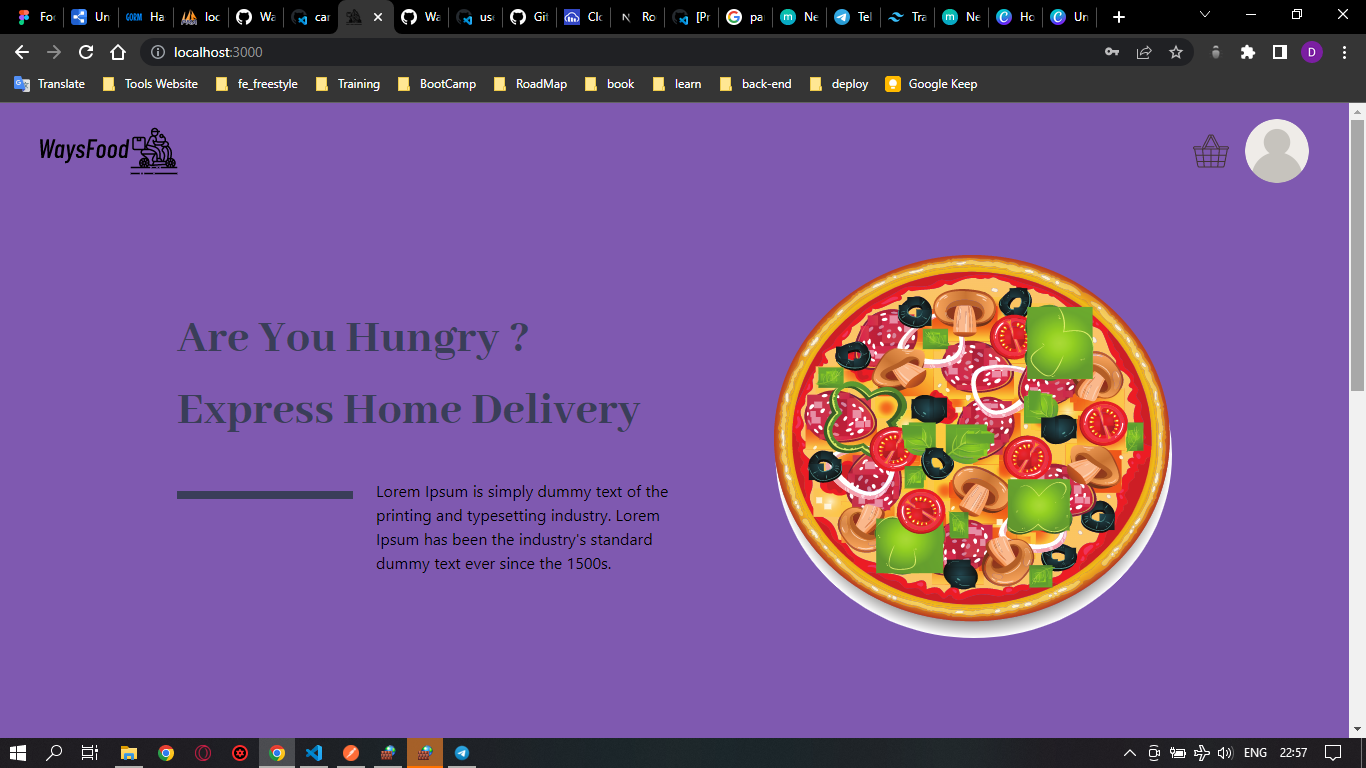 Fo
Un
GORM
Ha
loc
Wa
car
Wa
use
Git
Clo
N
Ro
[Pr
pa
m
Ne
Tel
Tra
m
Ne
Ho
Un
localhost:3000
D
Translate
Tools Website
fe_freestyle
Training
BootCamp
RoadMap
book
learn
back-end
deploy
Google Keep
WaysFood
Are You Hungry ?
Express Home Delivery
Lorem Ipsum is simply dummy text of the
printing and typesetting industry. Lorem
Ipsum has been the industry's standard
dummy text ever since the 1500s.
ENG
22:57